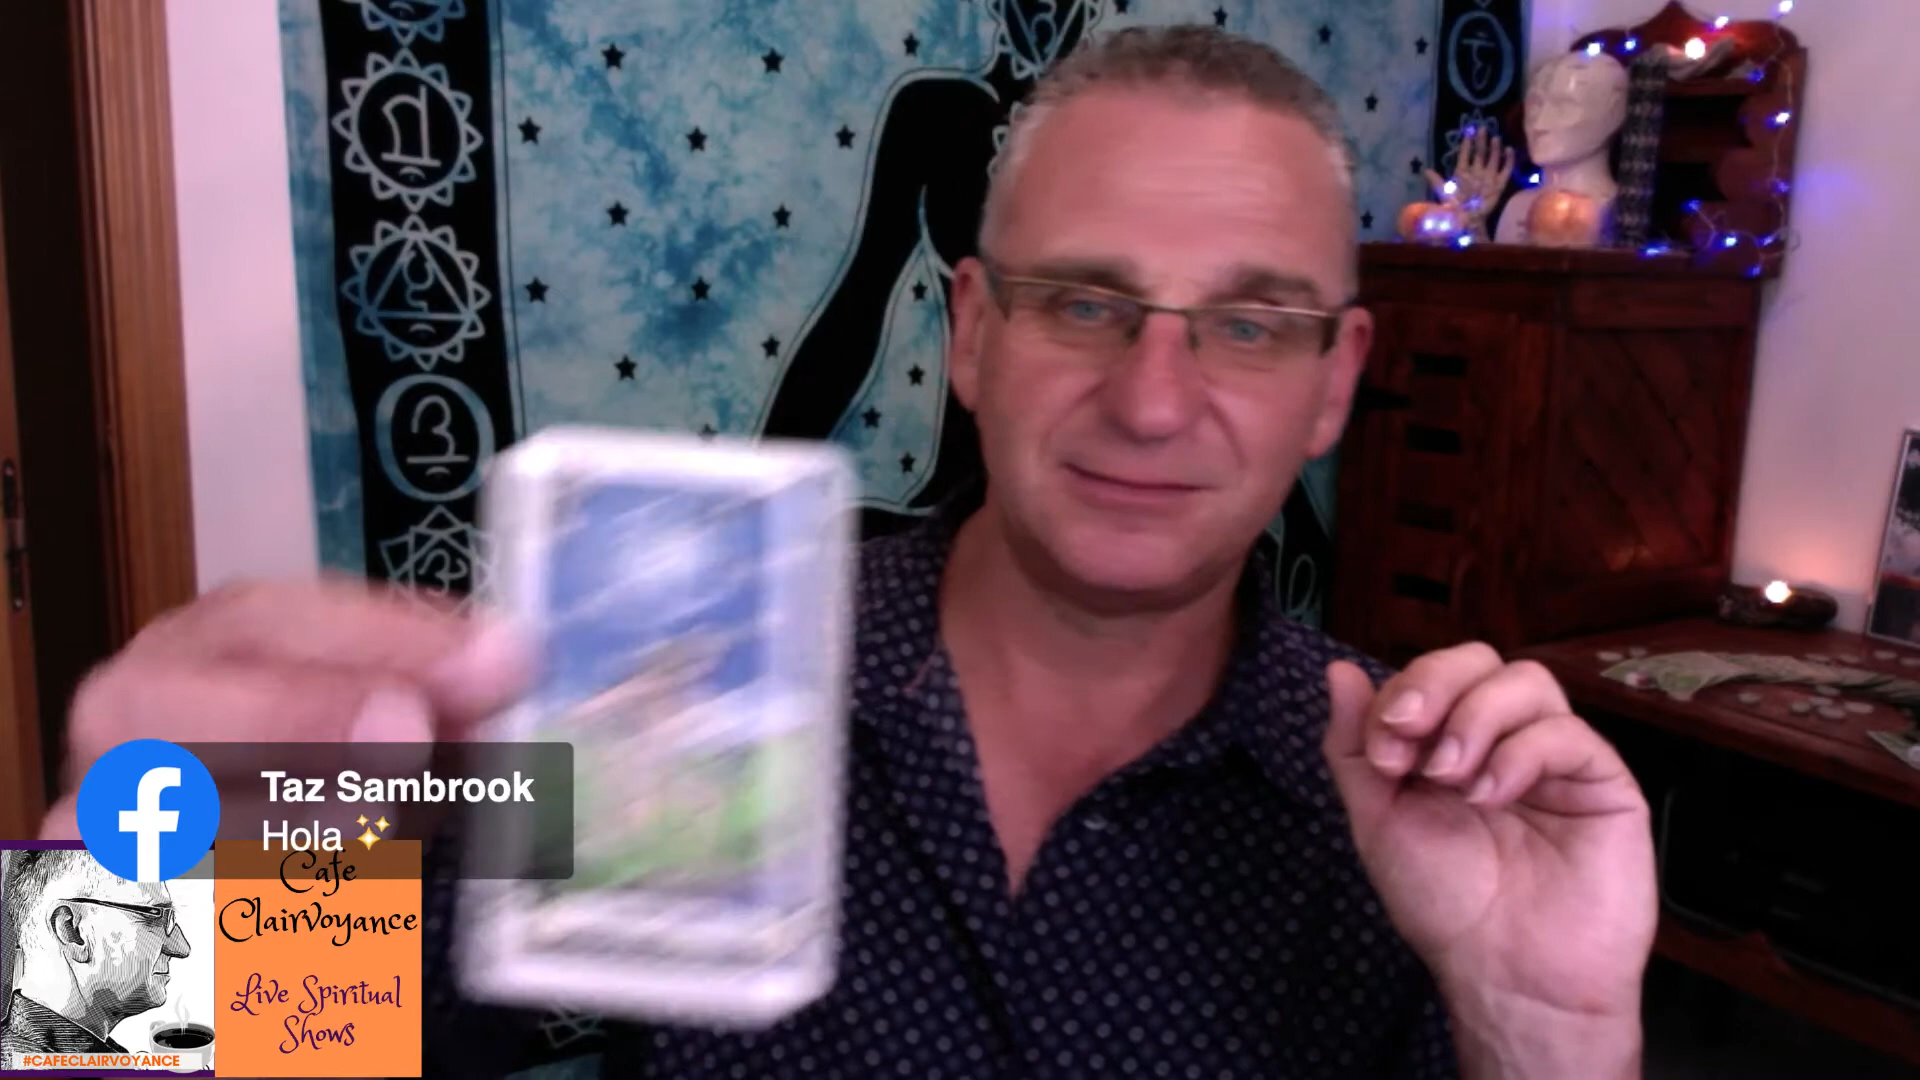 Taz Sambrook
Hola ✨
Cafe
Clairvoyance
Live Spiritual
Shows
#CAFECLAIRVOYANCE